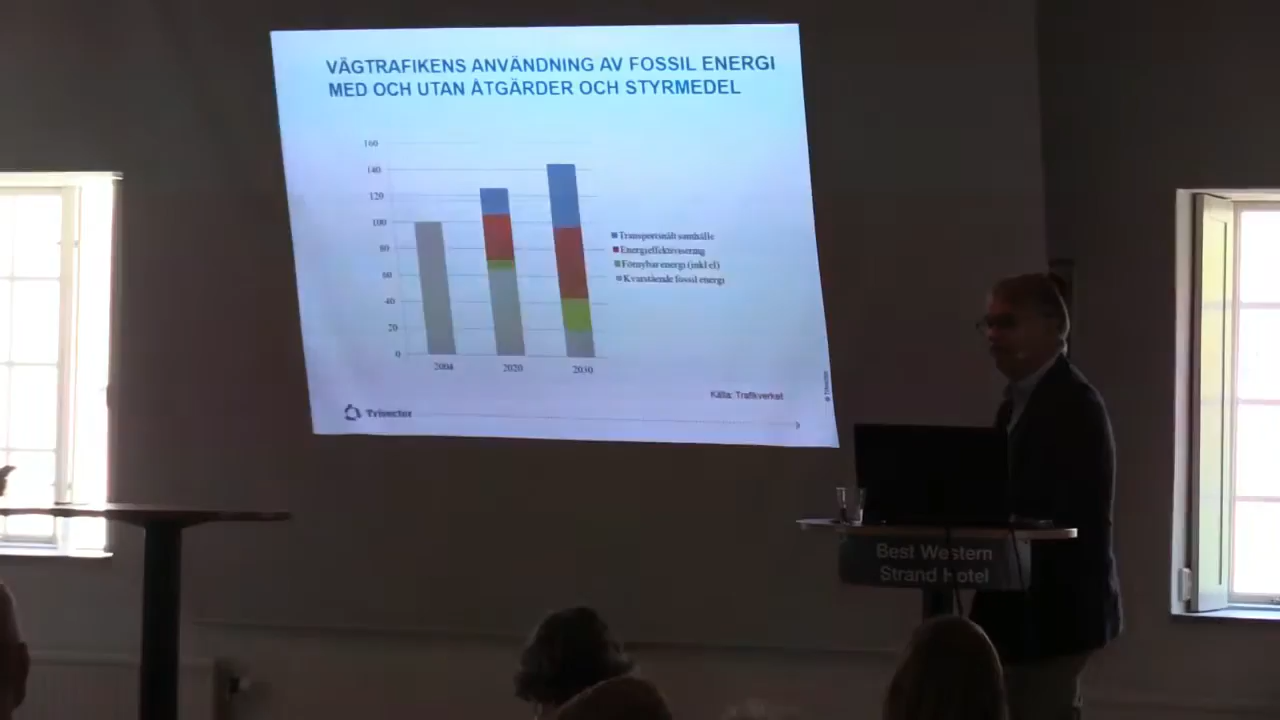 VÄGTRAFIKENS ANVÄNDNING AV FOSSIL ENERGI
MED OCH UTAN ÅTGÄRDER OCH STYRMEDEL
160
140
120
100
80
60
40
20
0
2004
2020
2030
Transportsnålt samhälle
Energieffektivisering
Förnybar energi (inkl el)
Kvarstående fossil energi
Källa: Trafikverket
© Trivector
Trivector
Best Western
Strand Hotel